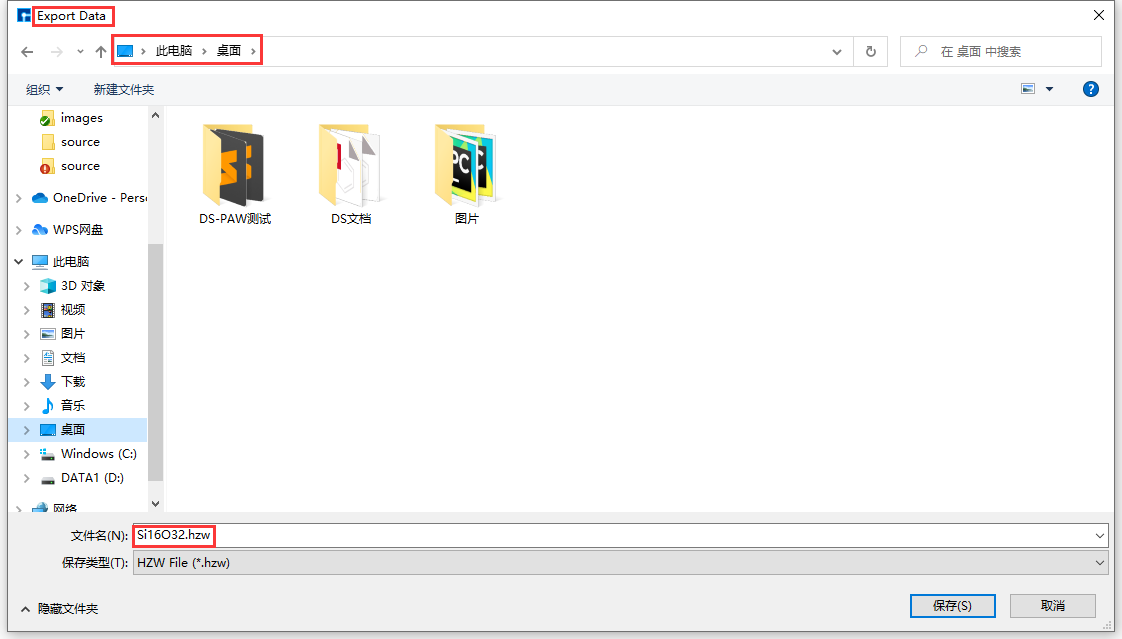 Export Data
此电脑 桌面
在 桌面 中搜索
组织 新建文件夹
images
source
source
OneDrive - Pers
WPS网盘
此电脑
3D 对象
视频
图片
文档
下载
音乐
桌面
Windows (C:)
DATA1 (D:)
网络
DS-PAW测试
DS文档
PC
图片
文件名(N): Si16O32.hzw
保存类型(T): HZW File (*.hzw)
隐藏文件夹
保存(S) 取消